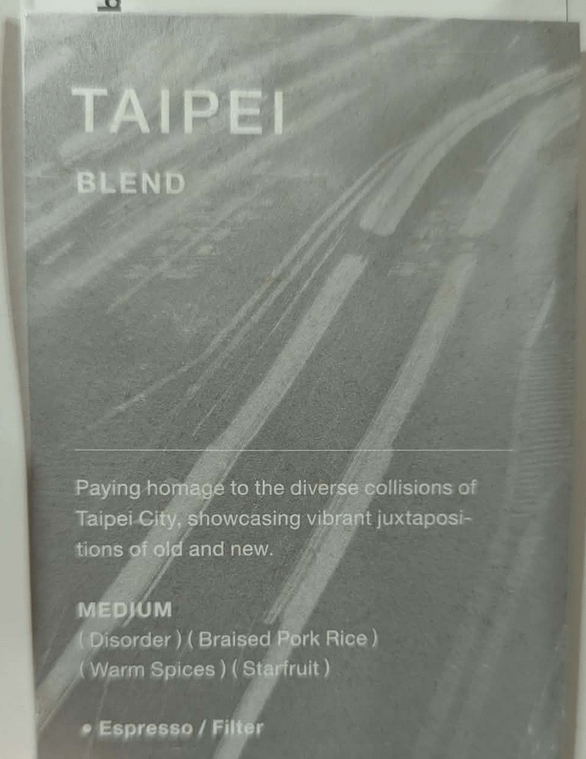 TAIPEI
BLEND
Paying homage to the diverse collisions of
Taipei City, showcasing vibrant juxtaposi-
tions of old and new.
MEDIUM
( Disorder ) ( Braised Pork Rice )
( Warm Spices ) ( Starfruit )
• Espresso / Filter